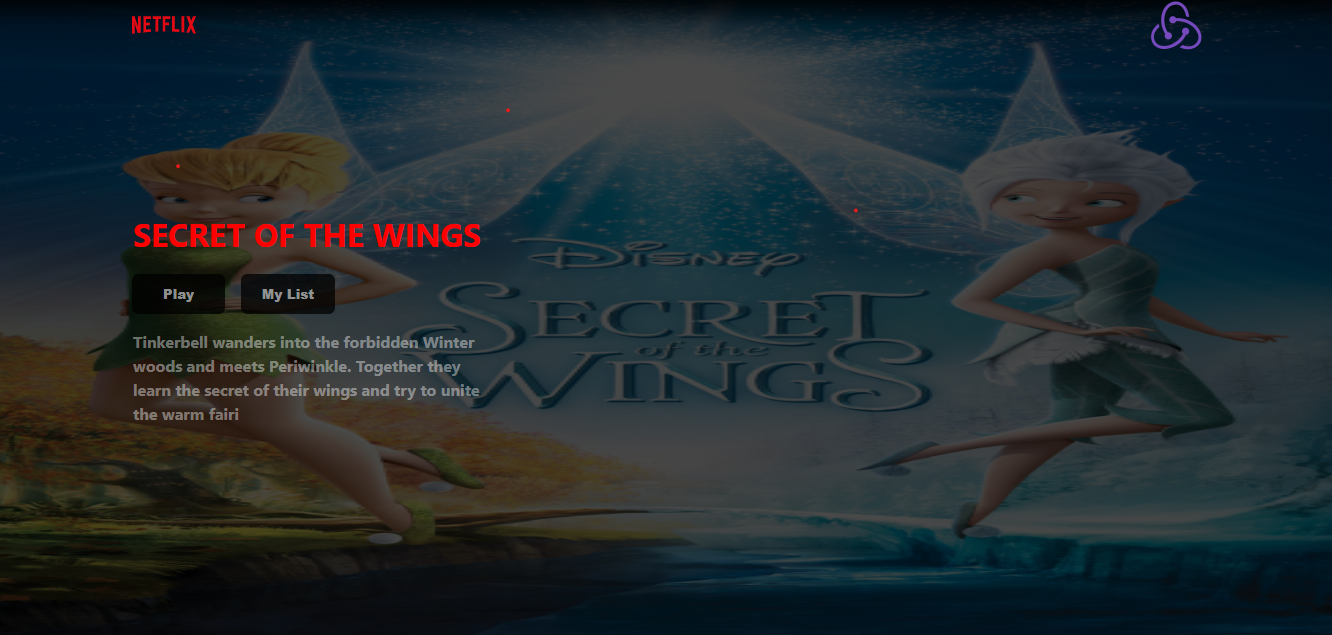 NETFLIX
SECRET OF THE WINGS
Play
My List
Tinkerbell wanders into the forbidden Winter
woods and meets Periwinkle. Together they
learn the secret of their wings and try to unite
the warm fairi
Disney
SECRET
of the
WINGS